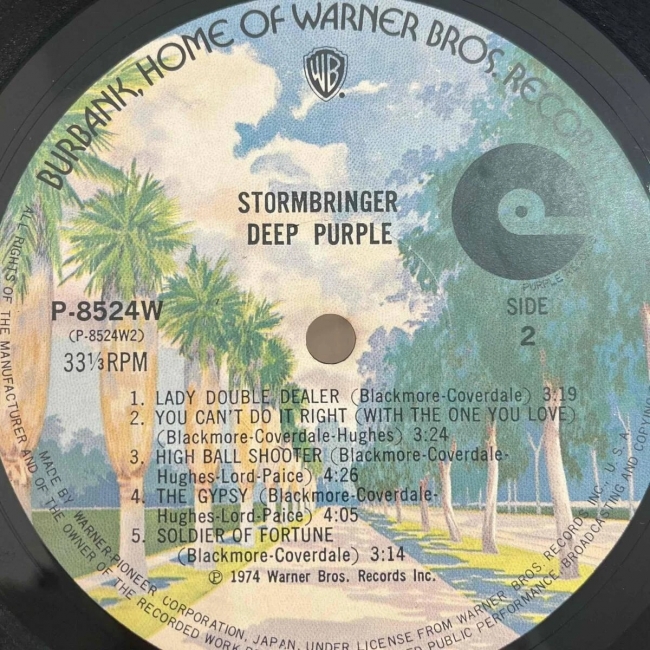 BURBANK, HOME OF WARNER BROS. RECOR
WB
STORMBRINGER
DEEP PURPLE
PURPLE
P-8524W
(P-8524W2)
33⅓RPM
SIDE
2
1. LADY DOUBLE DEALER (Blackmore-Coverdale) 3:19
2. YOU CAN'T DO IT RIGHT (WITH THE ONE YOU LOVE)
(Blackmore-Coverdale-Hughes) 3:24
3. HIGH BALL SHOOTER (Blackmore-Coverdale-
Hughes-Lord-Paice) 4:26
4. THE GYPSY (Blackmore-Coverdale-
Hughes-Lord-Paice) 4:05
5. SOLDIER OF FORTUNE
(Blackmore-Coverdale) 3:14
℗ 1974 Warner Bros. Records Inc.
MADE BY WARNER-PIONEER CORPORATION, JAPAN, UNDER LICENSE FROM WARNER BROS. RECORDS INC., U.S.A.
ALL RIGHTS OF THE MANUFACTURER AND OF THE OWNER OF THE RECORDED WORK PUBLIC PERFORMANCE, BROADCASTING AND COPYING